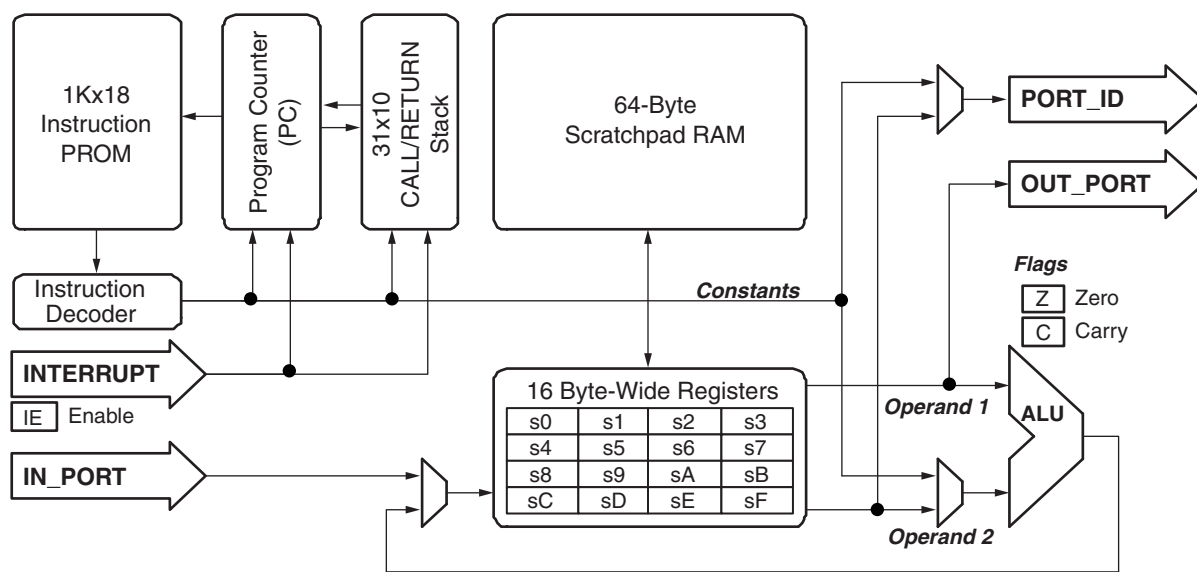 1Kx18
Instruction
PROM
Program Counter
(PC)
31x10
CALL/RETURN
Stack
64-Byte
Scratchpad RAM
PORT_ID
OUT_PORT
Instruction
Decoder
Constants
Flags
Z Zero
C Carry
INTERRUPT
IE Enable
IN_PORT
16 Byte-Wide Registers
s0 s1 s2 s3
s4 s5 s6 s7
s8 s9 sA sB
sC sD sE sF
Operand 1
ALU
Operand 2